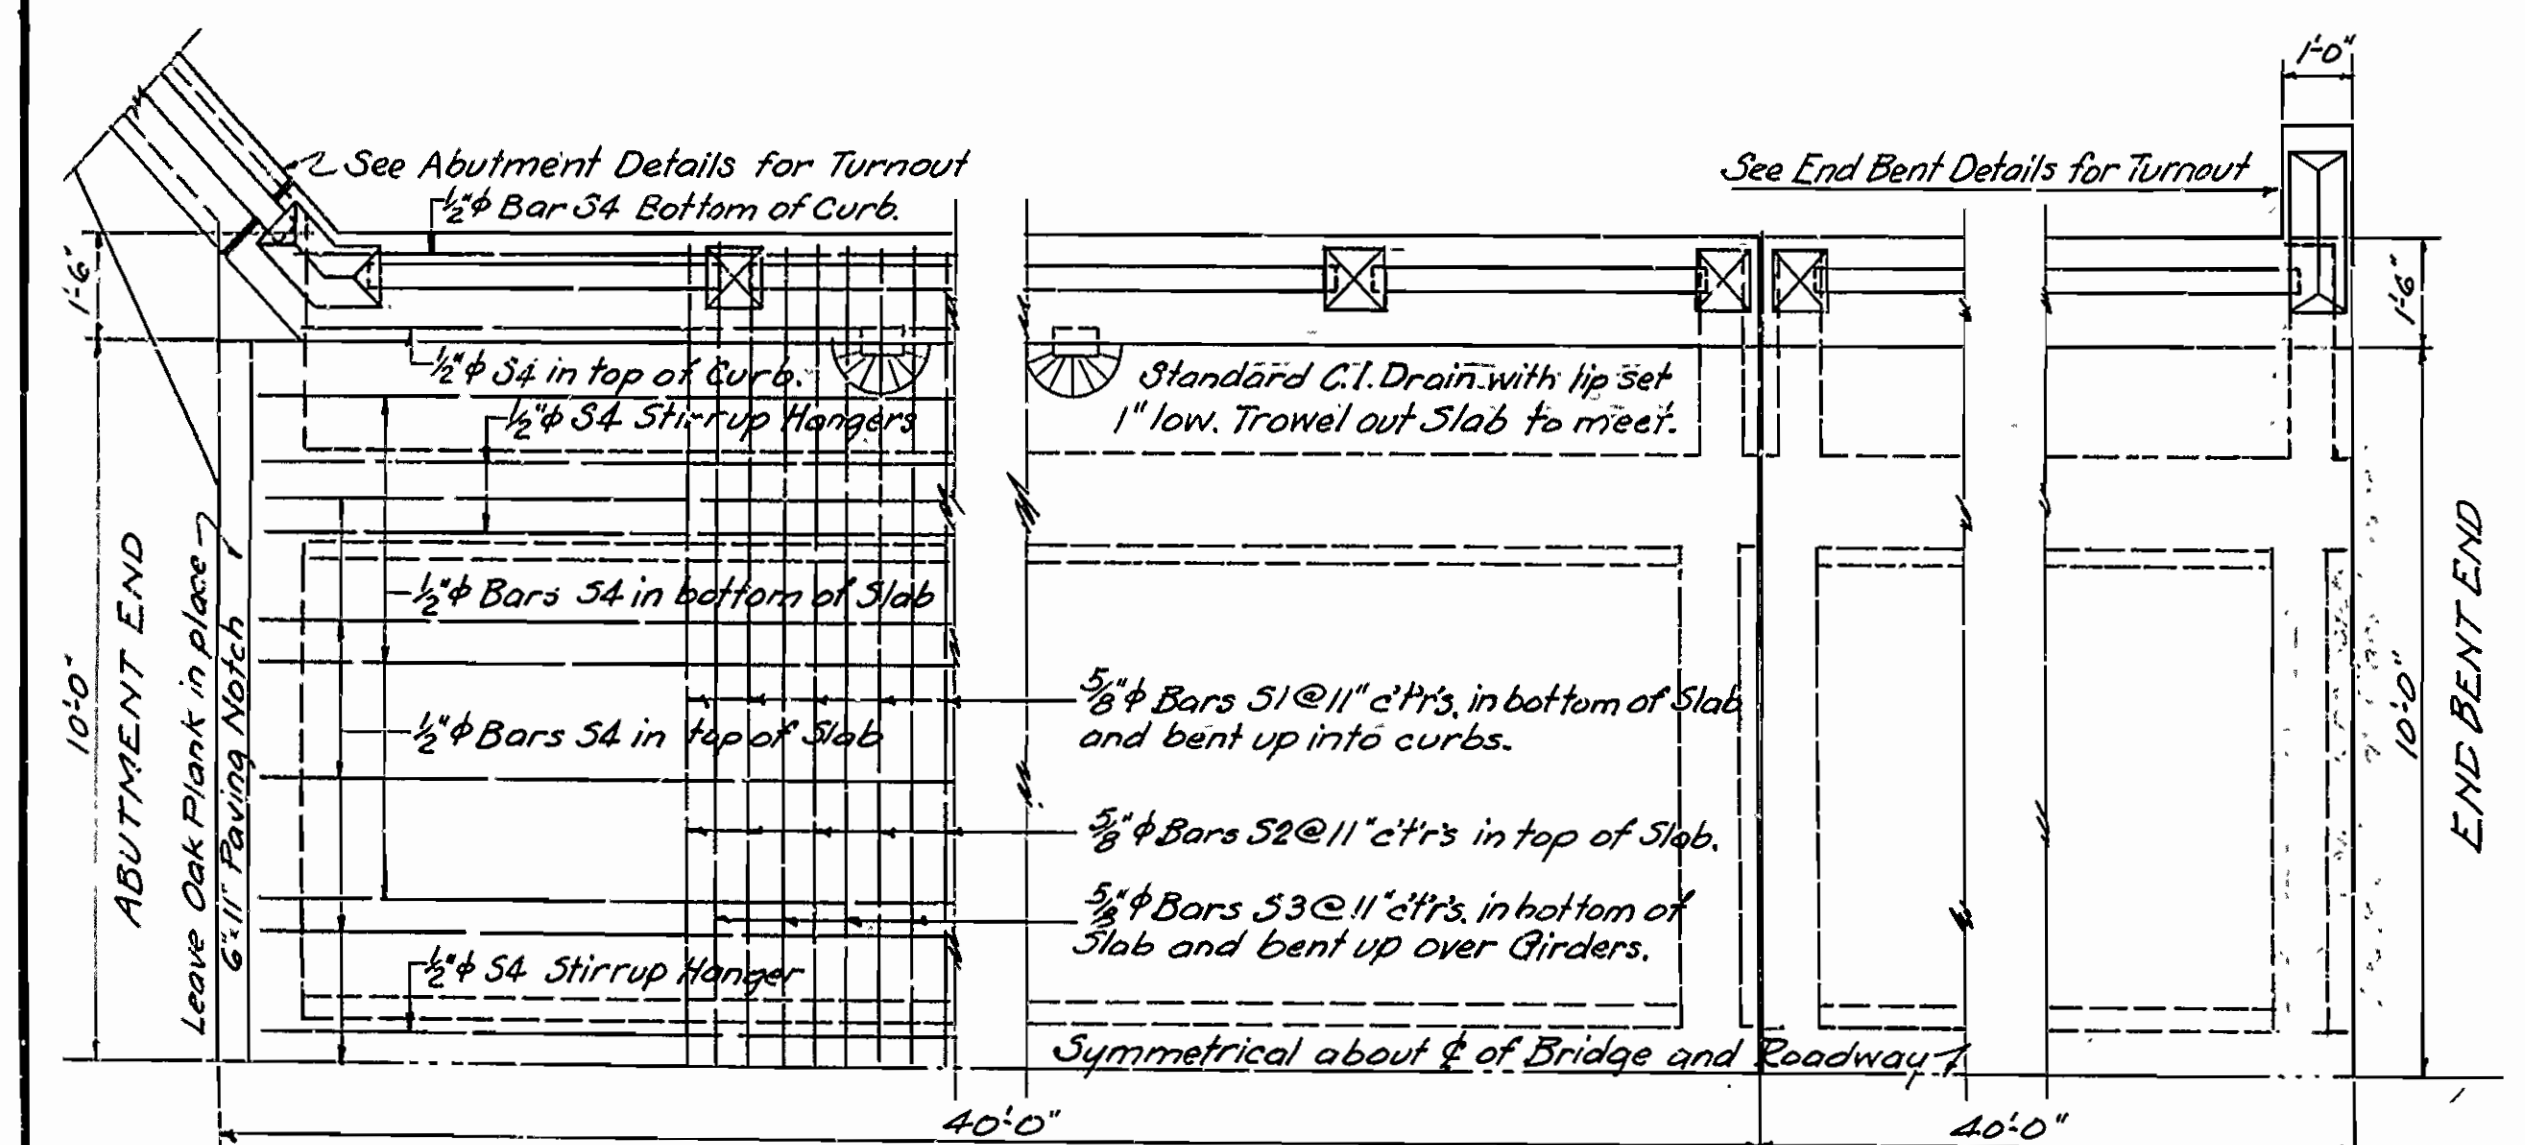 1'-0"
See Abutment Details for Turnout
1/2"ϕ Bar S4 Bottom of Curb.
See End Bent Details for Turnout
1'-6"
1'-6"
1/2"ϕ S4 in top of Curb.
1/2"ϕ S4 Stirrup Hangers
Standard C.I. Drain with lip set
1" low. Trowel out Slab to meet.
10'-0"
ABUTMENT END
Leave Oak Plank in place
6"x11" Paving Notch
1/2"ϕ Bars S4 in bottom of Slab
1/2"ϕ Bars S4 in top of Slab
5/8"ϕ Bars S1@11"c't'r's. in bottom of Slab
and bent up into curbs.
5/8"ϕ Bars S2@11"c't'r's in top of Slab.
5/8"ϕ Bars S3@11"c't'r's. in bottom of
Slab and bent up over Girders.
1/2"ϕ S4 Stirrup Hanger
10'-0"
END BENT END
Symmetrical about ℄ of Bridge and Roadway
40'-0"
40'-0"